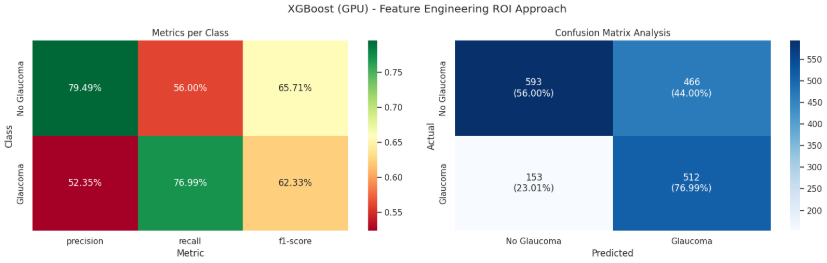 XGBoost (GPU) - Feature Engineering ROI Approach
Metrics per Class
Class
No Glaucoma
Glaucoma
79.49% 56.00% 65.71%
52.35% 76.99% 62.33%
precision recall f1-score
Metric
0.75
0.70
0.65
0.60
0.55
Confusion Matrix Analysis
Actual
No Glaucoma
Glaucoma
593 466
(56.00%) (44.00%)
153 512
(23.01%) (76.99%)
No Glaucoma Glaucoma
Predicted
550
500
450
400
350
300
250
200